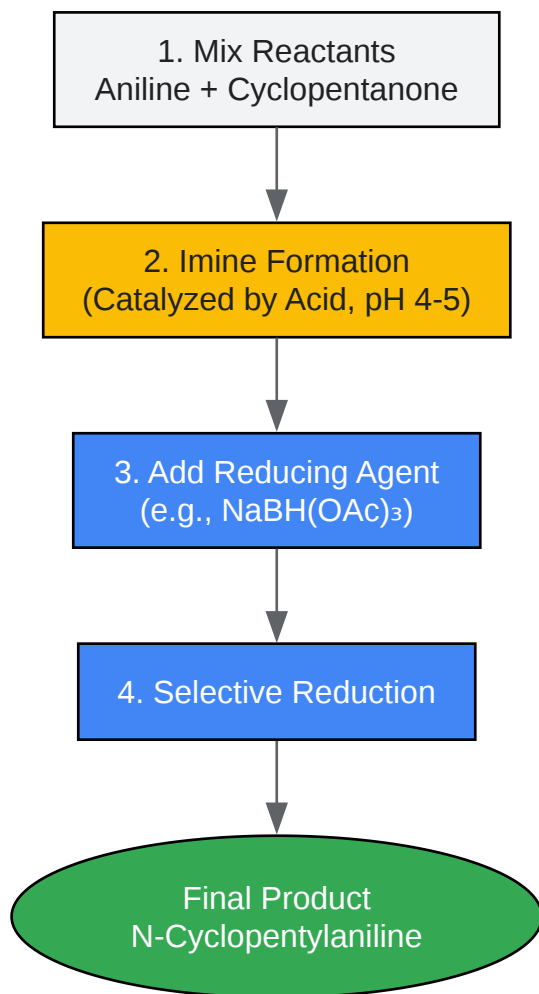 1. Mix Reactants
Aniline + Cyclopentanone
2. Imine Formation
(Catalyzed by Acid, pH 4-5)
3. Add Reducing Agent
(e.g., NaBH(OAc)₃)
4. Selective Reduction
Final Product
N-Cyclopentylaniline